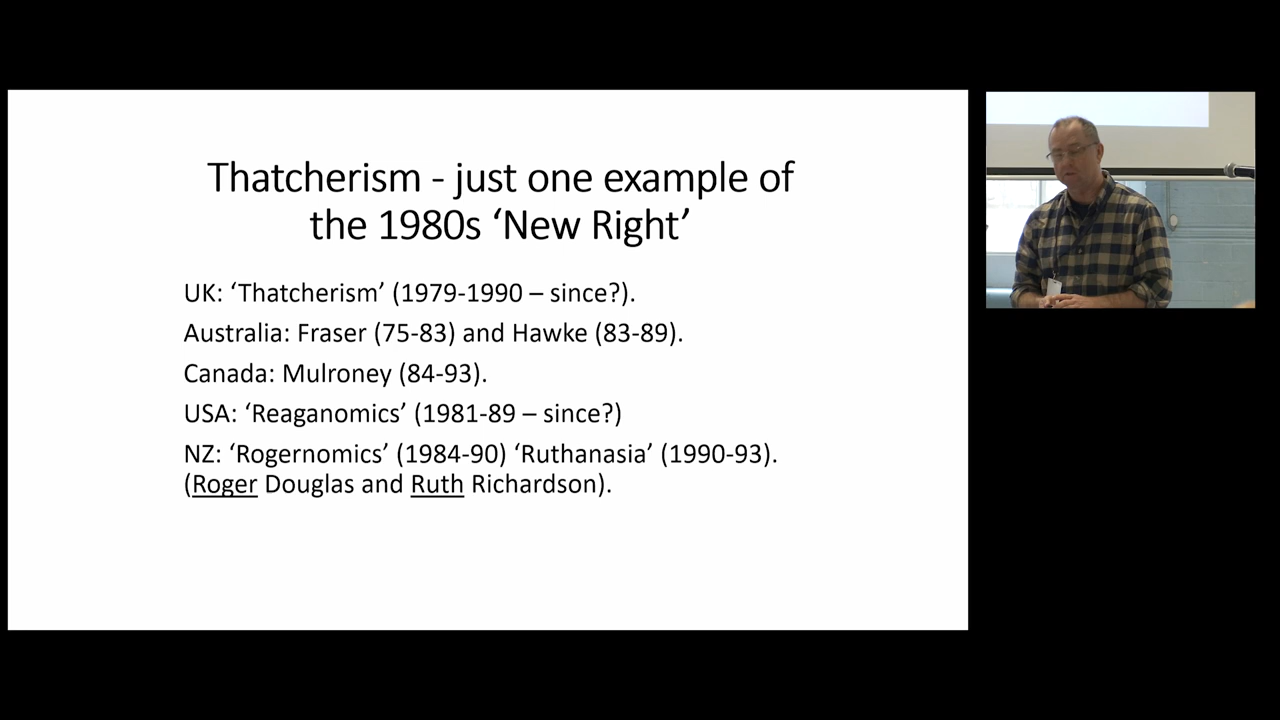 Thatcherism - just one example of
the 1980s ‘New Right’
UK: ‘Thatcherism’ (1979-1990 – since?).
Australia: Fraser (75-83) and Hawke (83-89).
Canada: Mulroney (84-93).
USA: ‘Reaganomics’ (1981-89 – since?)
NZ: ‘Rogernomics’ (1984-90) ‘Ruthanasia’ (1990-93).
(Roger Douglas and Ruth Richardson).